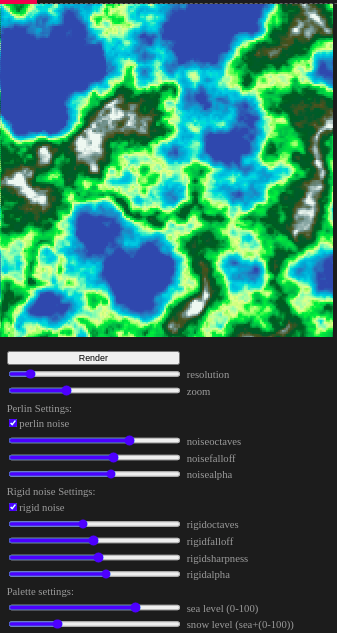 Render
resolution
zoom
Perlin Settings:
perlin noise
noiseoctaves
noisefalloff
noisealpha
Rigid noise Settings:
rigid noise
rigidoctaves
rigidfalloff
rigidsharpness
rigidalpha
Palette settings:
sea level (0-100)
snow level (sea+(0-100))